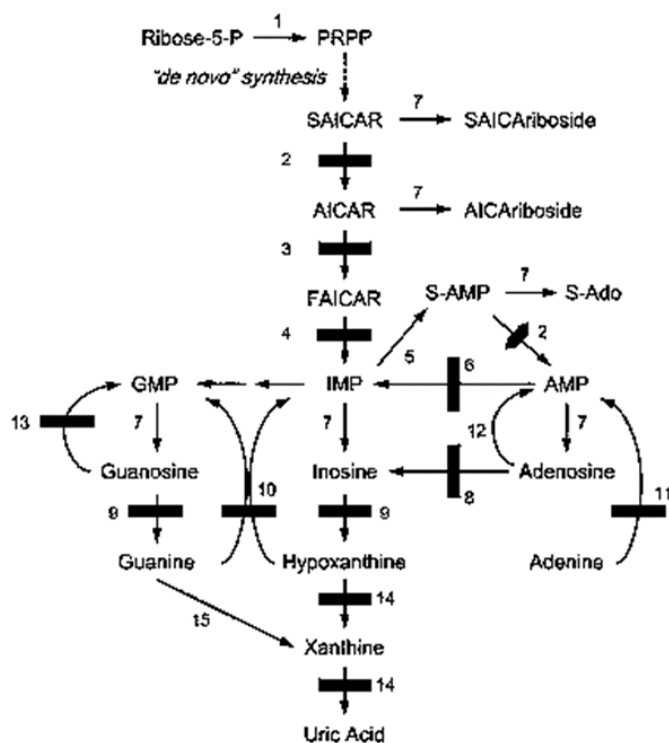 1
Ribose-5-P PRPP
"de novo" synthesis
7
SAICAR SAICAriboside
2
7
AICAR AICAriboside
3
7
FAICAR S-AMP S-Ado
4 5 2
6
GMP IMP AMP
13 7 7 12 7
Guanosine Inosine Adenosine
8
9 10 9 11
Guanine Hypoxanthine Adenine
14
15
Xanthine
14
Uric Acid